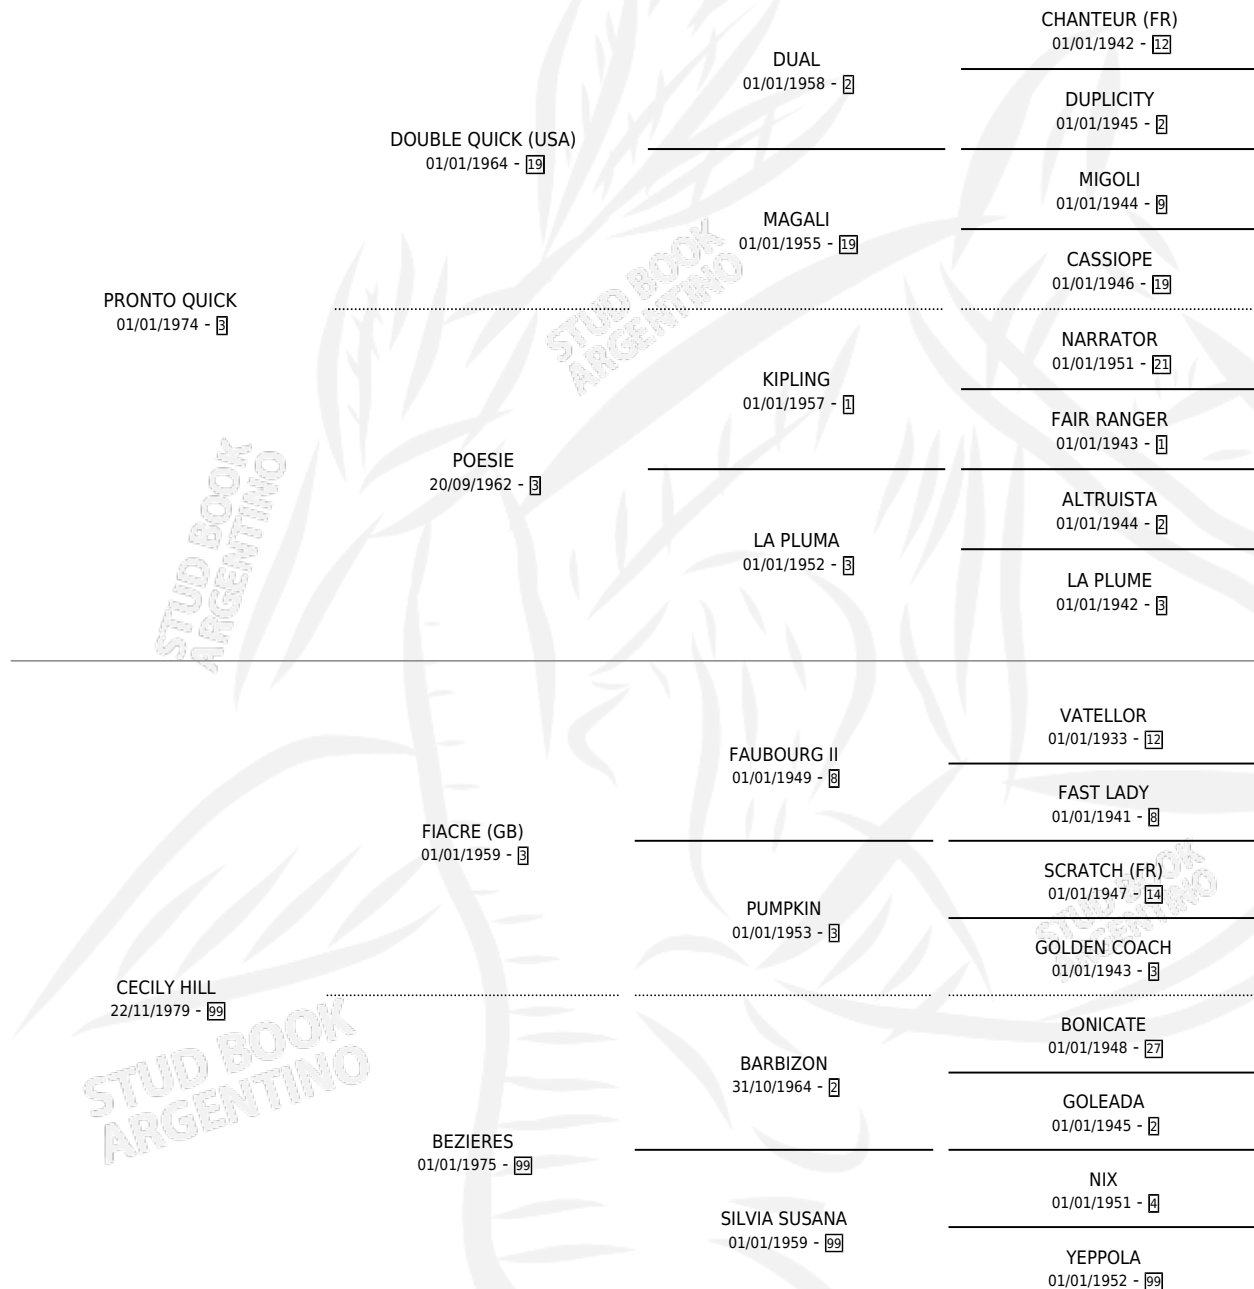 CHANTEUR (FR)
01/01/1942 - 12
DUAL
01/01/1958 - 2
DUPLICITY
01/01/1945 - 2
DOUBLE QUICK (USA)
01/01/1964 - 19
MIGOLI
01/01/1944 - 9
MAGALI
01/01/1955 - 19
CASSIOPE
01/01/1946 - 19
PRONTO QUICK
01/01/1974 - 3
NARRATOR
01/01/1951 - 21
KIPLING
01/01/1957 - 1
FAIR RANGER
01/01/1943 - 1
POESIE
20/09/1962 - 3
ALTRUISTA
01/01/1944 - 2
LA PLUMA
01/01/1952 - 3
LA PLUME
01/01/1942 - 3
VATELLOR
01/01/1933 - 12
FAUBOURG II
01/01/1949 - 8
FAST LADY
01/01/1941 - 8
FIACRE (GB)
01/01/1959 - 3
SCRATCH (FR)
01/01/1947 - 14
PUMPKIN
01/01/1953 - 3
GOLDEN COACH
01/01/1943 - 3
CECILY HILL
22/11/1979 - 99
BONICATE
01/01/1948 - 27
BARBIZON
31/10/1964 - 2
GOLEADA
01/01/1945 - 2
BEZIERES
01/01/1975 - 99
NIX
01/01/1951 - 4
SILVIA SUSANA
01/01/1959 - 99
YEPPOLA
01/01/1952 - 99
STUD BOOK
ARGENTINO
STUD BOOK
ARGENTINO
STUD BOOK
ARGENTINO
STUD BOOK
ARGENTINO